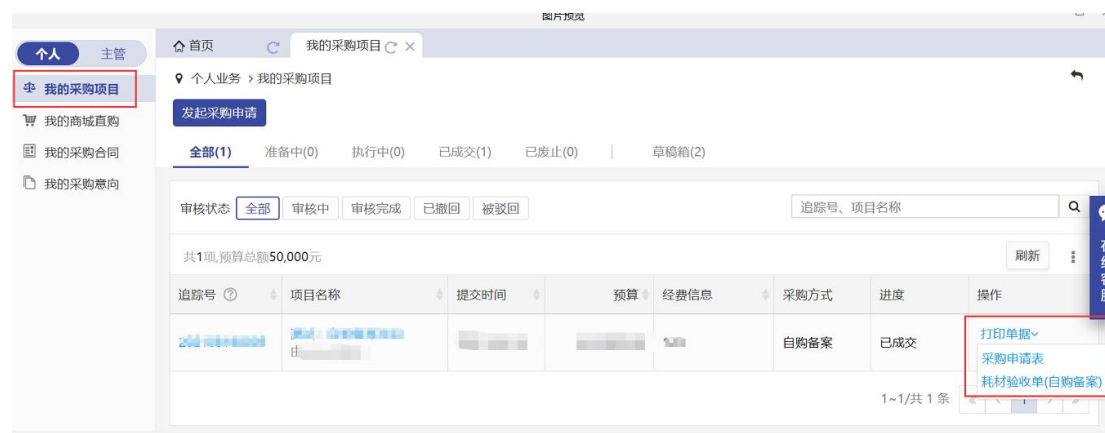 图片预览
个人 主管
首页 我的采购项目
我的采购项目
个人业务 > 我的采购项目
我的商城直购
发起采购申请
我的采购合同
全部(1) 准备中(0) 执行中(0) 已成交(1) 已废止(0) 草稿箱(2)
我的采购意向
审核状态 全部 审核中 审核完成 已撤回 被驳回 追踪号、项目名称
在线客服
共1项,预算总额50,000元 刷新
追踪号 项目名称 提交时间 预算 经费信息 采购方式 进度 操作
自购备案 已成交 打印单据
由
采购申请表
耗材验收单(自购备案)
1~1/共 1 条 « < 1 > »